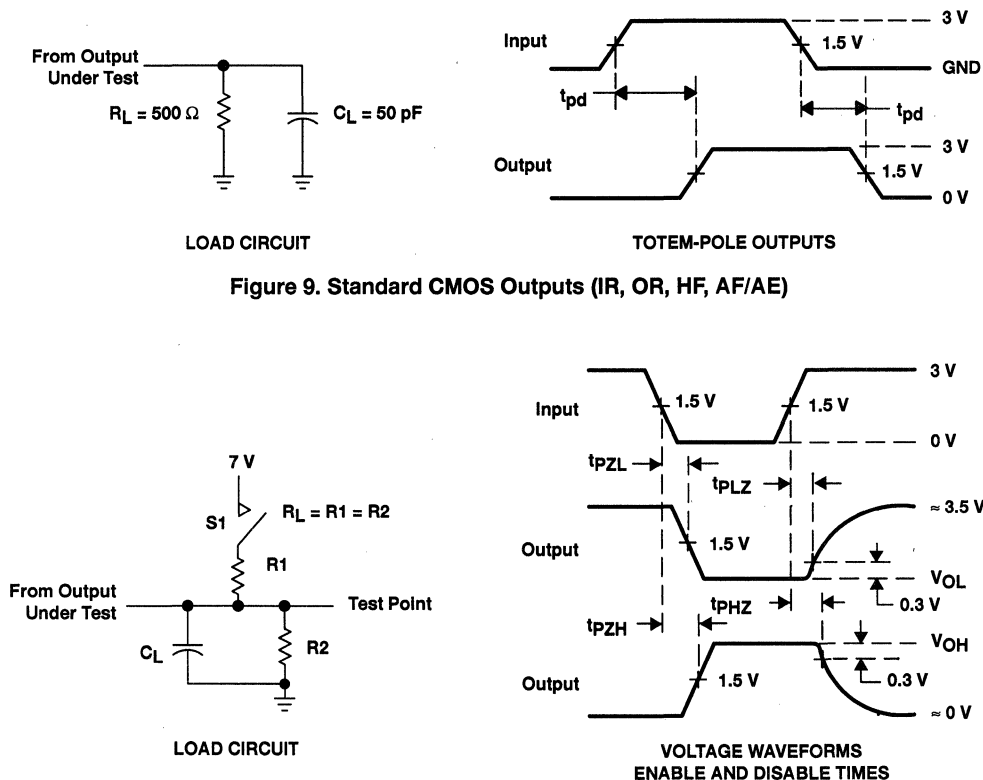 From Output
Under Test
RL = 500 Ω
CL = 50 pF
LOAD CIRCUIT
Input
3 V
1.5 V
GND
tpd
tpd
Output
3 V
1.5 V
0 V
TOTEM-POLE OUTPUTS
Figure 9. Standard CMOS Outputs (IR, OR, HF, AF/AE)
7 V
S1
RL = R1 = R2
R1
From Output
Under Test
Test Point
CL
R2
LOAD CIRCUIT
Input
3 V
1.5 V
1.5 V
0 V
tPZL
tPLZ
Output
≈ 3.5 V
1.5 V
VOL
0.3 V
tPHZ
tPZH
Output
VOH
1.5 V
0.3 V
≈ 0 V
VOLTAGE WAVEFORMS
ENABLE AND DISABLE TIMES